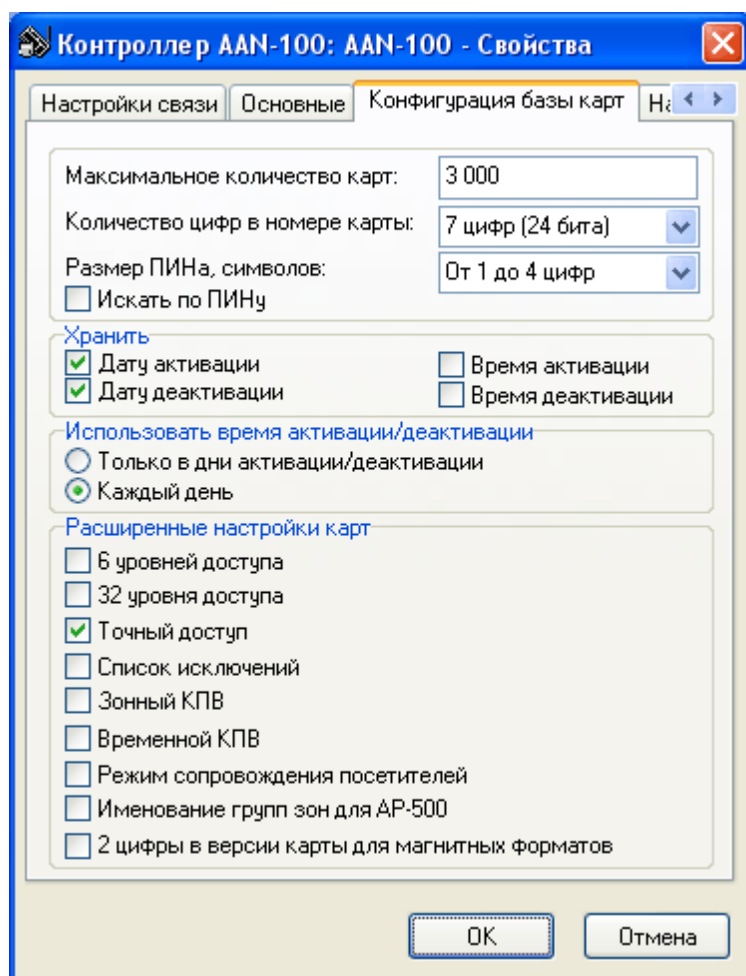 Контроллер AAN-100: AAN-100 - Свойства
Настройки связи Основные Конфигурация базы карт
Максимальное количество карт: 3 000
Количество цифр в номере карты: 7 цифр (24 бита)
Размер ПИНа, символов: От 1 до 4 цифр
Искать по ПИНу
Хранить
Дату активации Время активации
Дату деактивации Время деактивации
Использовать время активации/деактивации
Только в дни активации/деактивации
Каждый день
Расширенные настройки карт
6 уровней доступа
32 уровня доступа
Точный доступ
Список исключений
Зонный КПВ
Временной КПВ
Режим сопровождения посетителей
Именование групп зон для AP-500
2 цифры в версии карты для магнитных форматов
OK Отмена